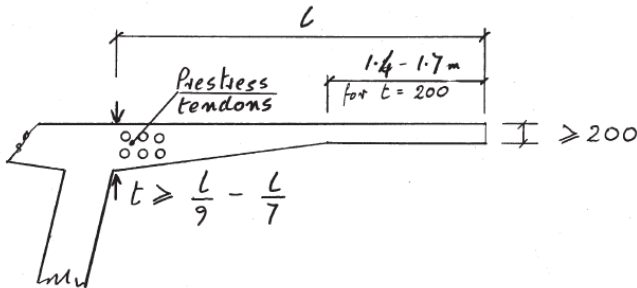 l
1.4 - 1.7 m
for t = 200
Prestress
tendons
≥ 200
t ≥ l/9 - l/7